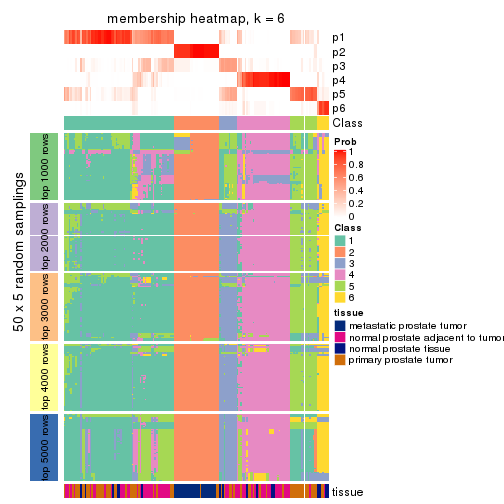 membership heatmap, k = 6
p1
p2
p3
p4
p5
p6
Class
50 x 5 random samplings
top 1000 rows
top 2000 rows
top 3000 rows
top 4000 rows
top 5000 rows
Prob
1
0.8
0.6
0.4
0.2
0
Class
1
2
3
4
5
6
tissue
metastatic prostate tumor
normal prostate adjacent to tumor
normal prostate tissue
primary prostate tumor
tissue